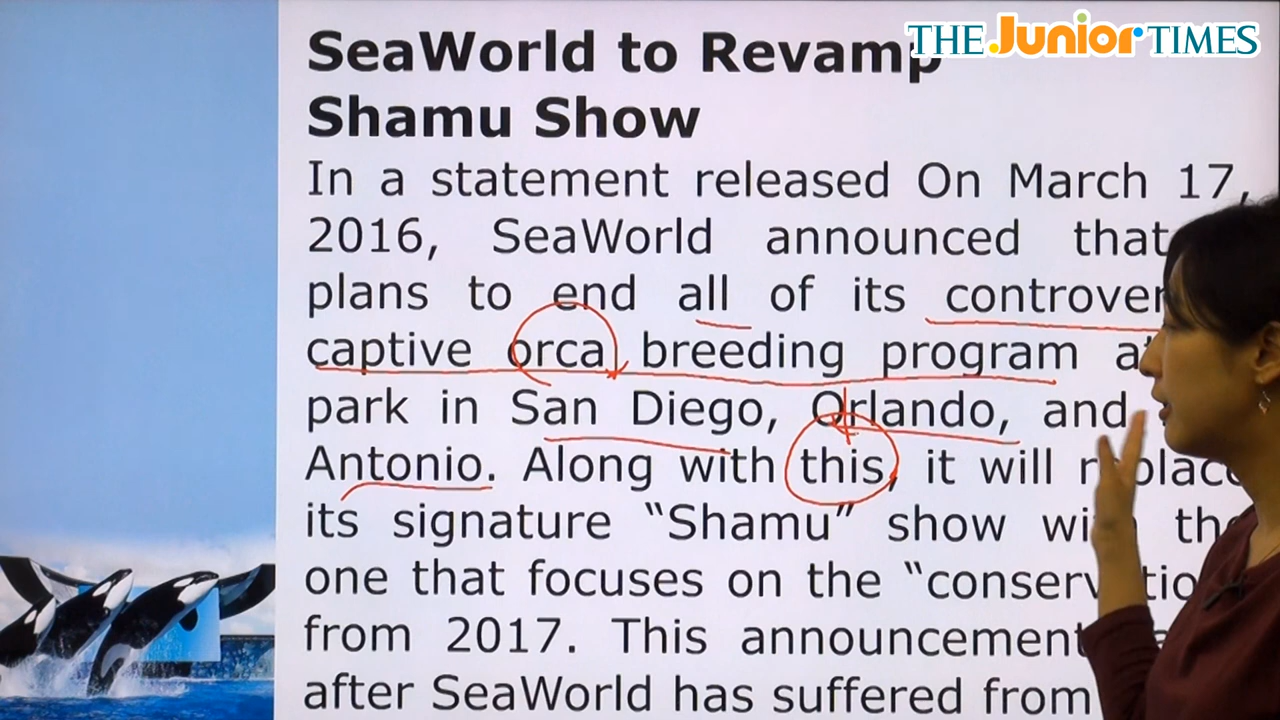 THE Junior TIMES
SeaWorld to Revamp
Shamu Show
In a statement released On March 17,
2016, SeaWorld announced that
plans to end all of its
captive orca breeding program
park in San Diego, Orlando, and
Antonio. Along with this, it will
its signature “Shamu” show
one that focuses on the
from 2017. This announcement
after SeaWorld has suffered from